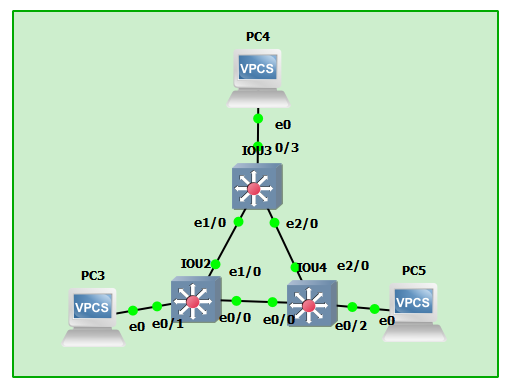 PC4
VPCS
e0
0/3
IOU3
e1/0
e2/0
IOU2
e1/0
IOU4
e2/0
PC3
PC5
VPCS
VPCS
e0
e0/1
e0/0
e0/0
e0/2
e0